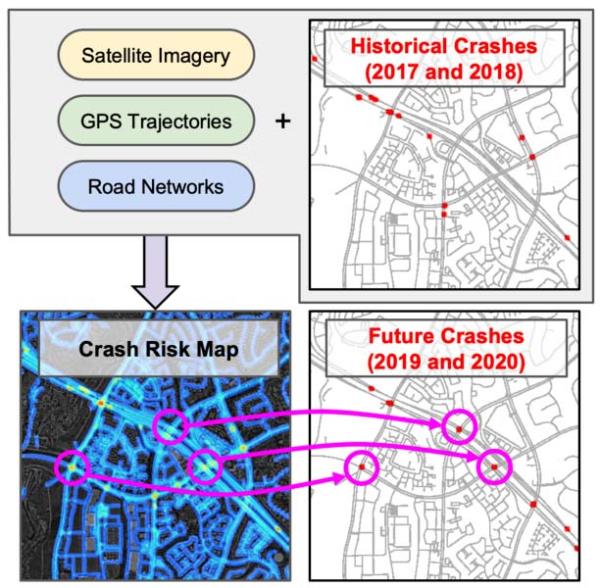 Satellite Imagery
GPS Trajectories
+
Road Networks
Historical Crashes
(2017 and 2018)
Crash Risk Map
Future Crashes
(2019 and 2020)